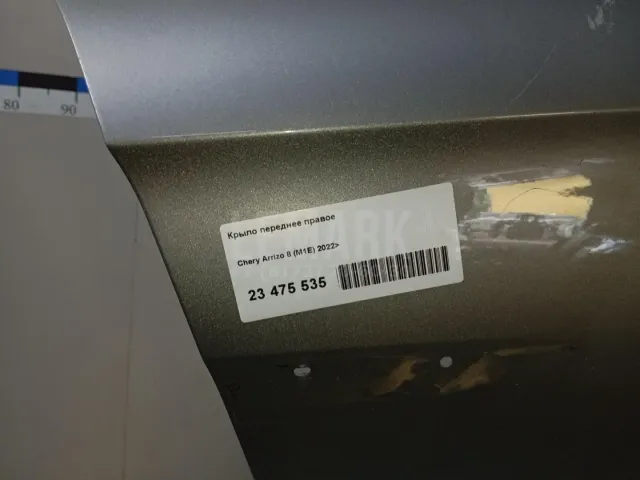 80 90
Крыло переднее правое
Chery Arrizo 8 (M1E) 2022>
23 475 535